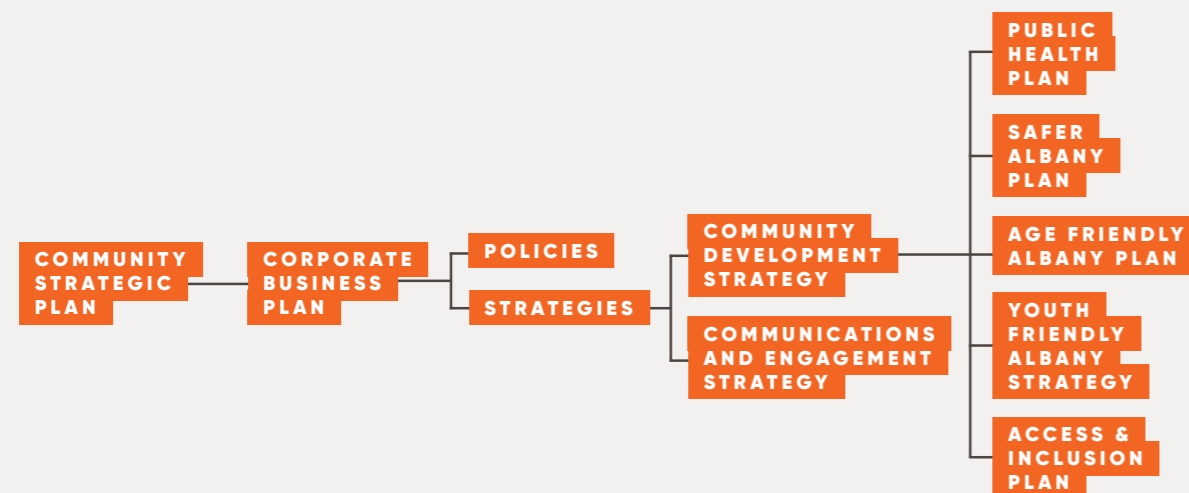 COMMUNITY
STRATEGIC
PLAN
CORPORATE
BUSINESS
PLAN
POLICIES
STRATEGIES
COMMUNITY
DEVELOPMENT
STRATEGY
COMMUNICATIONS
AND ENGAGEMENT
STRATEGY
PUBLIC
HEALTH
PLAN
SAFER
ALBANY
PLAN
AGE FRIENDLY
ALBANY PLAN
YOUTH
FRIENDLY
ALBANY
STRATEGY
ACCESS &
INCLUSION
PLAN